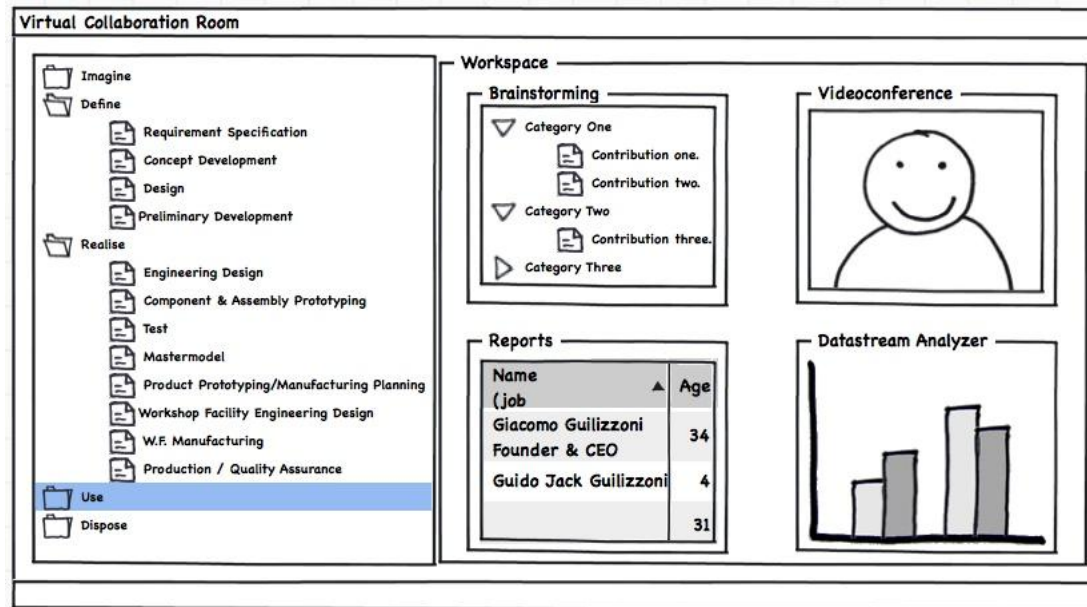 Virtual Collaboration Room
Imagine
Define
Requirement Specification
Concept Development
Design
Preliminary Development
Realise
Engineering Design
Component & Assembly Prototyping
Test
Mastermodel
Product Prototyping/Manufacturing Planning
Workshop Facility Engineering Design
W.F. Manufacturing
Production / Quality Assurance
Use
Dispose
Workspace
Brainstorming
Category One
Contribution one.
Contribution two.
Category Two
Contribution three.
Category Three
Videoconference
Reports
Name
(job
Age
Giacomo Guilizzoni
Founder & CEO
34
Guido Jack Guilizzoni
4
31
Datastream Analyzer